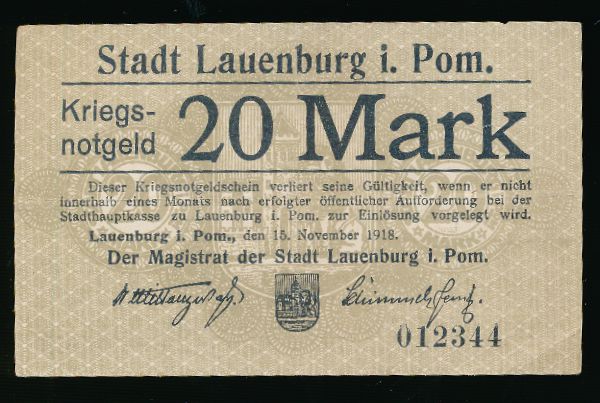 Stadt Lauenburg i. Pom.
Kriegs-
notgeld
20 Mark
Dieser Kriegsnotgeldschein verliert seine Gültigkeit, wenn er nicht
innerhalb eines Monats nach erfolgter öffentlicher Aufforderung bei der
Stadthauptkasse zu Lauenburg i. Pom. zur Einlösung vorgelegt wird.
Lauenburg i. Pom., den 15. November 1918.
Der Magistrat der Stadt Lauenburg i. Pom.
012344